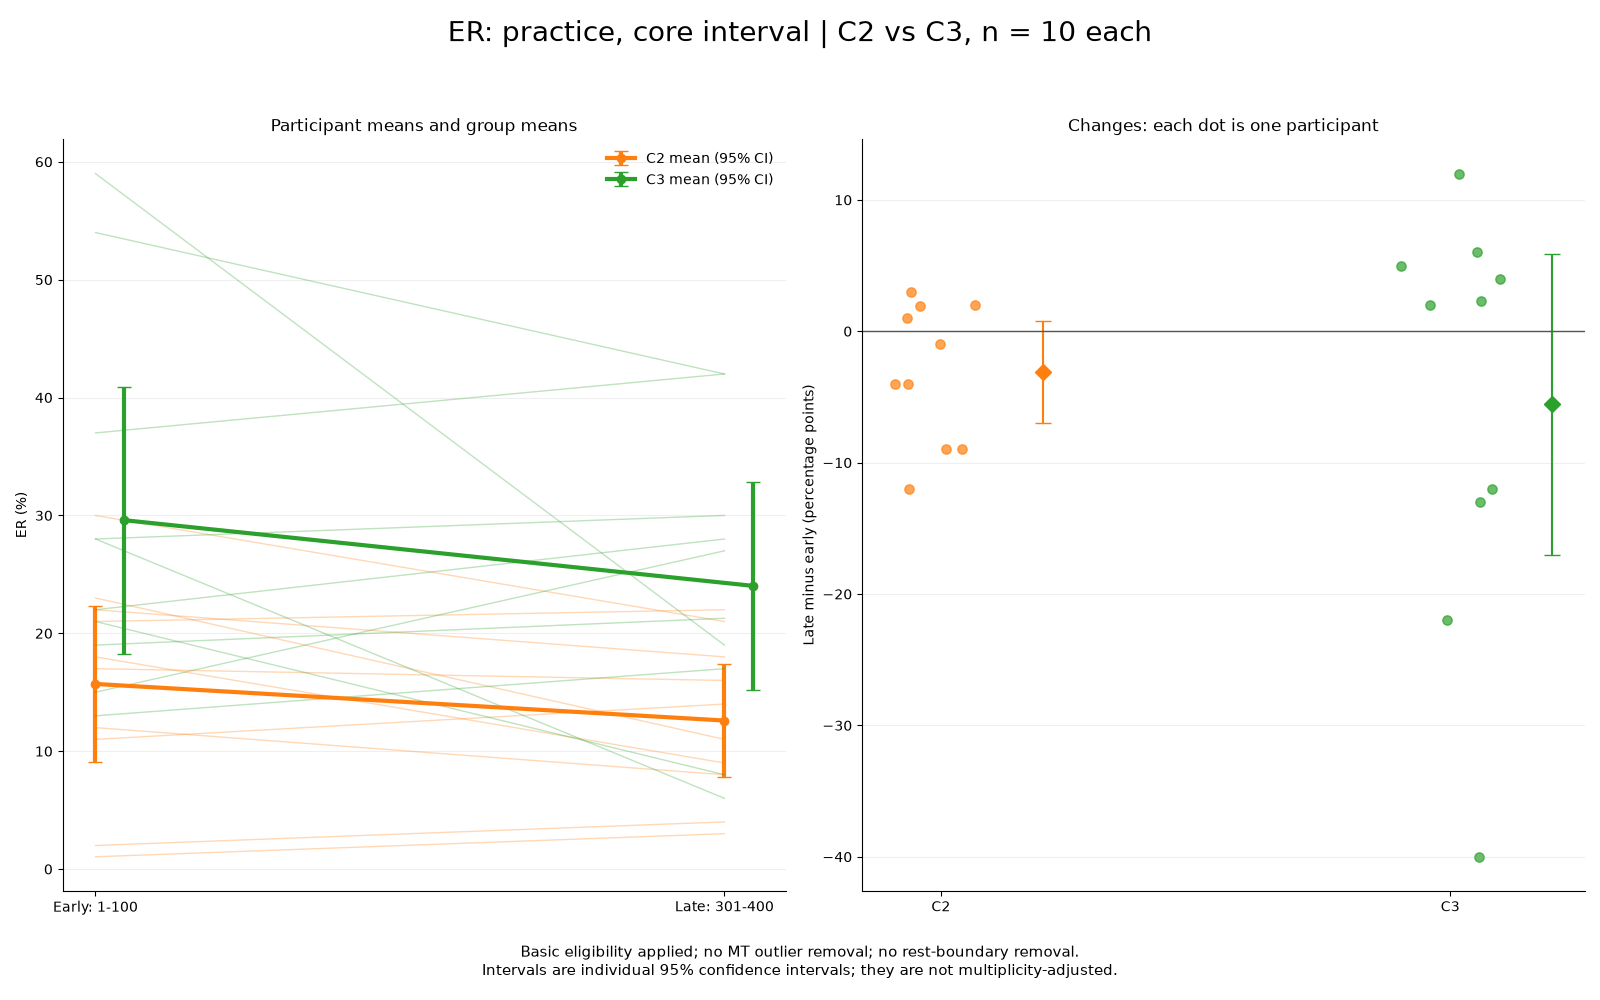 ER: practice, core interval | C2 vs C3, n = 10 each
Participant means and group means
C2 mean (95% CI)
C3 mean (95% CI)
ER (%)
60
50
40
30
20
10
0
Early: 1-100
Late: 301-400
Changes: each dot is one participant
Late minus early (percentage points)
10
0
−10
−20
−30
−40
C2
C3
Basic eligibility applied; no MT outlier removal; no rest-boundary removal.
Intervals are individual 95% confidence intervals; they are not multiplicity-adjusted.